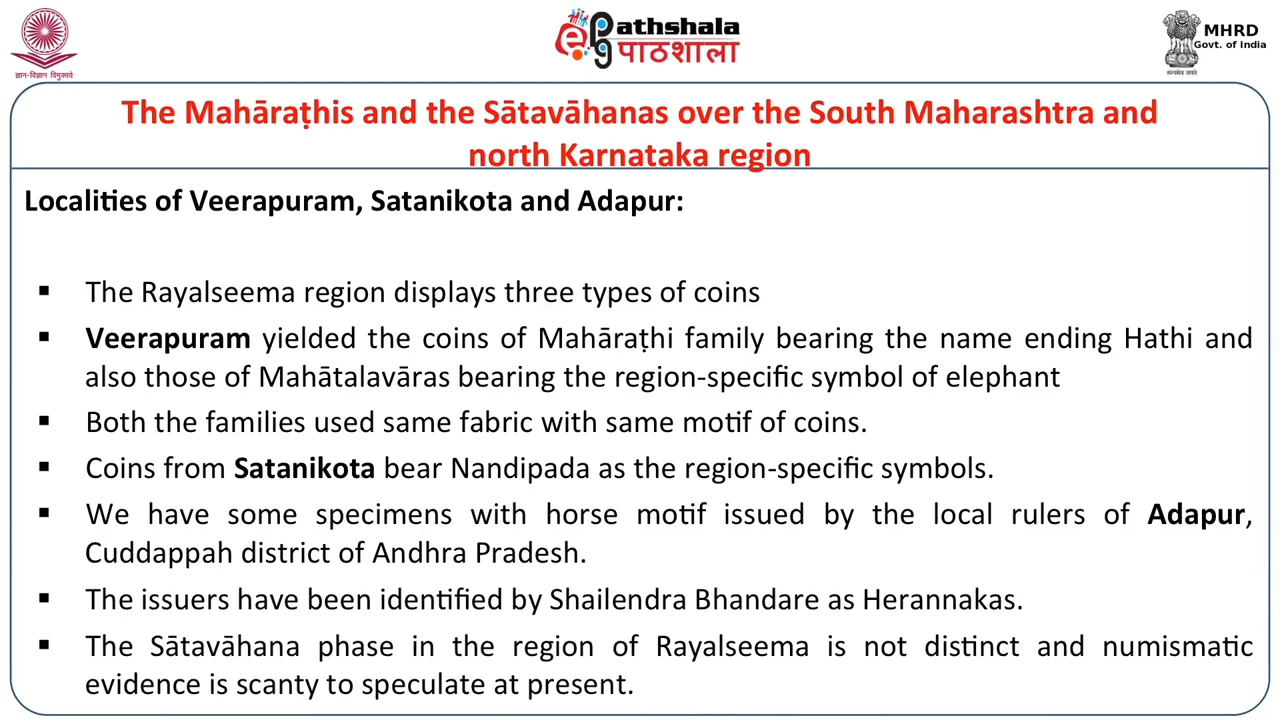 ज्ञान-विज्ञान विमुक्तये
ePathshala
पाठशाला
MHRD
Govt. of India
सत्यमेव जयते
The Mahāraṭhis and the Sātavāhanas over the South Maharashtra and
north Karnataka region
Localities of Veerapuram, Satanikota and Adapur:
▪ The Rayalseema region displays three types of coins
▪ Veerapuram yielded the coins of Mahāraṭhi family bearing the name ending Hathi and
also those of Mahātalavāras bearing the region-specific symbol of elephant
▪ Both the families used same fabric with same motif of coins.
▪ Coins from Satanikota bear Nandipada as the region-specific symbols.
▪ We have some specimens with horse motif issued by the local rulers of Adapur,
Cuddappah district of Andhra Pradesh.
▪ The issuers have been identified by Shailendra Bhandare as Herannakas.
▪ The Sātavāhana phase in the region of Rayalseema is not distinct and numismatic
evidence is scanty to speculate at present.